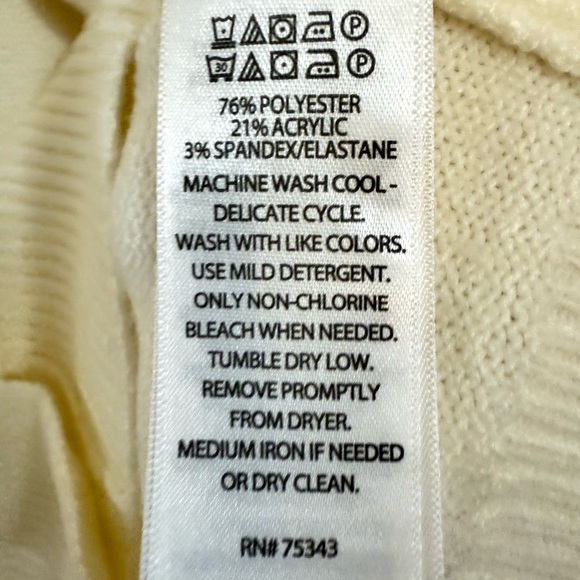 P
30 P
76% POLYESTER
21% ACRYLIC
3% SPANDEX/ELASTANE
MACHINE WASH COOL -
DELICATE CYCLE.
WASH WITH LIKE COLORS.
USE MILD DETERGENT.
ONLY NON-CHLORINE
BLEACH WHEN NEEDED.
TUMBLE DRY LOW.
REMOVE PROMPTLY
FROM DRYER.
MEDIUM IRON IF NEEDED
OR DRY CLEAN.
RN# 75343